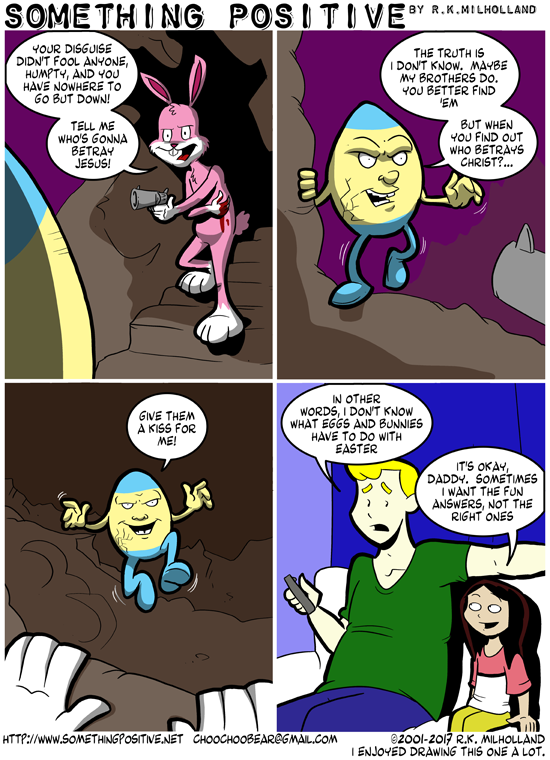 SOMETHING POSITIVE BY R.K.MILHOLLAND
YOUR DISGUISE
DIDN'T FOOL ANYONE,
HUMPTY, AND YOU
HAVE NOWHERE TO
GO BUT DOWN!
TELL ME
WHO'S GONNA
BETRAY
JESUS!
THE TRUTH IS
I DON'T KNOW. MAYBE
MY BROTHERS DO.
YOU BETTER FIND
'EM
BUT WHEN
YOU FIND OUT
WHO BETRAYS
CHRIST?...
GIVE THEM
A KISS FOR
ME!
IN OTHER
WORDS, I DON'T KNOW
WHAT EGGS AND BUNNIES
HAVE TO DO WITH
EASTER
IT'S OKAY,
DADDY. SOMETIMES
I WANT THE FUN
ANSWERS, NOT THE
RIGHT ONES
HTTP://WWW.SOMETHINGPOSITIVE.NET CHOOCHOOBEAR@GMAIL.COM ©2001-2017 R.K. MILHOLLAND
I ENJOYED DRAWING THIS ONE A LOT.